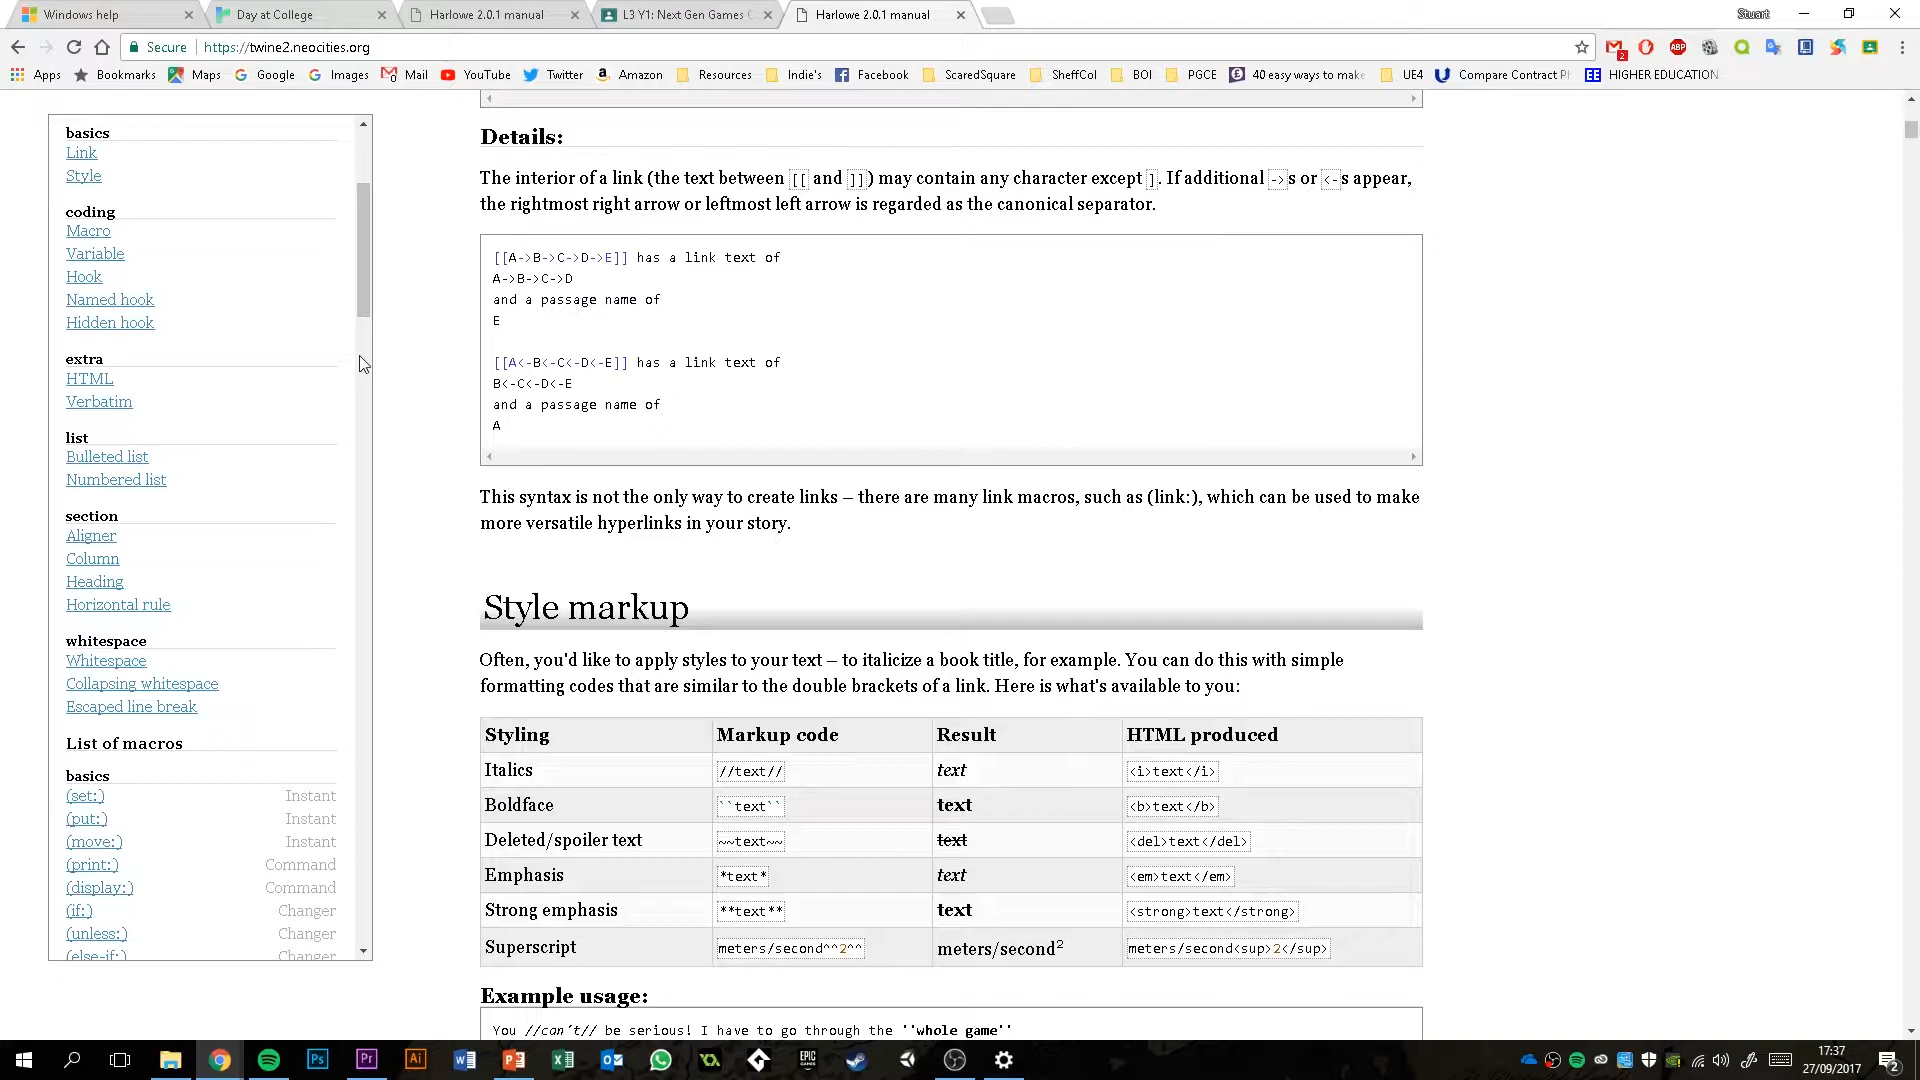 Windows help
Day at College
Harlowe 2.0.1 manual
L3 Y1: Next Gen Games C
Harlowe 2.0.1 manual
Stuart
Secure
https://twine2.neocities.org
Apps
Bookmarks
Maps
Google
Images
Mail
YouTube
Twitter
Amazon
Resources
Indie's
Facebook
ScaredSquare
SheffCol
BOI
PGCE
40 easy ways to make
UE4
Compare Contract Ph
HIGHER EDUCATION
basics
Link
Style
coding
Macro
Variable
Hook
Named hook
Hidden hook
extra
HTML
Verbatim
list
Bulleted list
Numbered list
section
Aligner
Column
Heading
Horizontal rule
whitespace
Whitespace
Collapsing whitespace
Escaped line break
List of macros
basics
(set:) Instant
(put:) Instant
(move:) Instant
(print:) Command
(display:) Command
(if:) Changer
(unless:) Changer
(else-if:) Changer
Details:
The interior of a link (the text between [[ and ]]) may contain any character except ]. If additional ->s or <-s appear,
the rightmost right arrow or leftmost left arrow is regarded as the canonical separator.
[[A->B->C->D->E]] has a link text of
A->B->C->D
and a passage name of
E
[[A<-B<-C<-D<-E]] has a link text of
B<-C<-D<-E
and a passage name of
A
This syntax is not the only way to create links – there are many link macros, such as (link:), which can be used to make
more versatile hyperlinks in your story.
Style markup
Often, you'd like to apply styles to your text – to italicize a book title, for example. You can do this with simple
formatting codes that are similar to the double brackets of a link. Here is what's available to you:
Styling Markup code Result HTML produced
Italics //text// text <i>text</i>
Boldface ``text`` text <b>text</b>
Deleted/spoiler text ~~text~~ text <del>text</del>
Emphasis *text* text <em>text</em>
Strong emphasis **text** text <strong>text</strong>
Superscript meters/second^^2^^ meters/second² meters/second<sup>2</sup>
Example usage:
You //can't// be serious! I have to go through the ''whole game''
17:37
27/09/2017